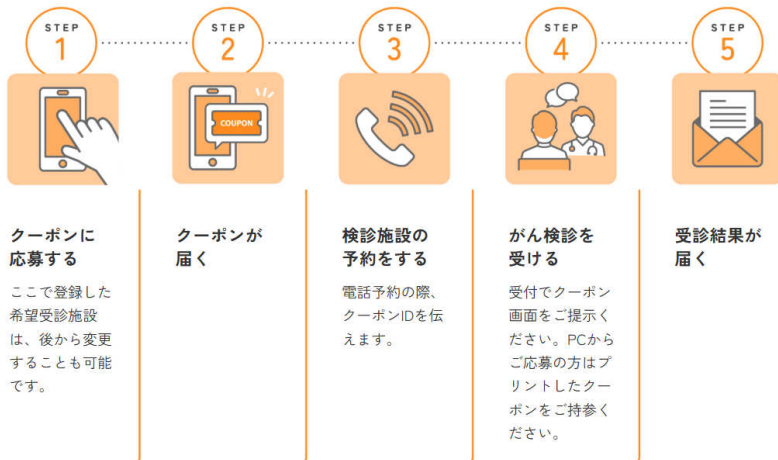 STEP
1
STEP
2
STEP
3
STEP
4
STEP
5
COUPON
クーポンに
応募する
ここで登録した
希望受診施設
は、後から変更
することも可能
です。
クーポンが
届く
検診施設の
予約をする
電話予約の際、
クーポンIDを伝
えます。
がん検診を
受ける
受付でクーポン
画面をご提示く
ださい。PCから
ご応募の方はプ
リントしたクー
ポンをご持参く
ださい。
受診結果が
届く